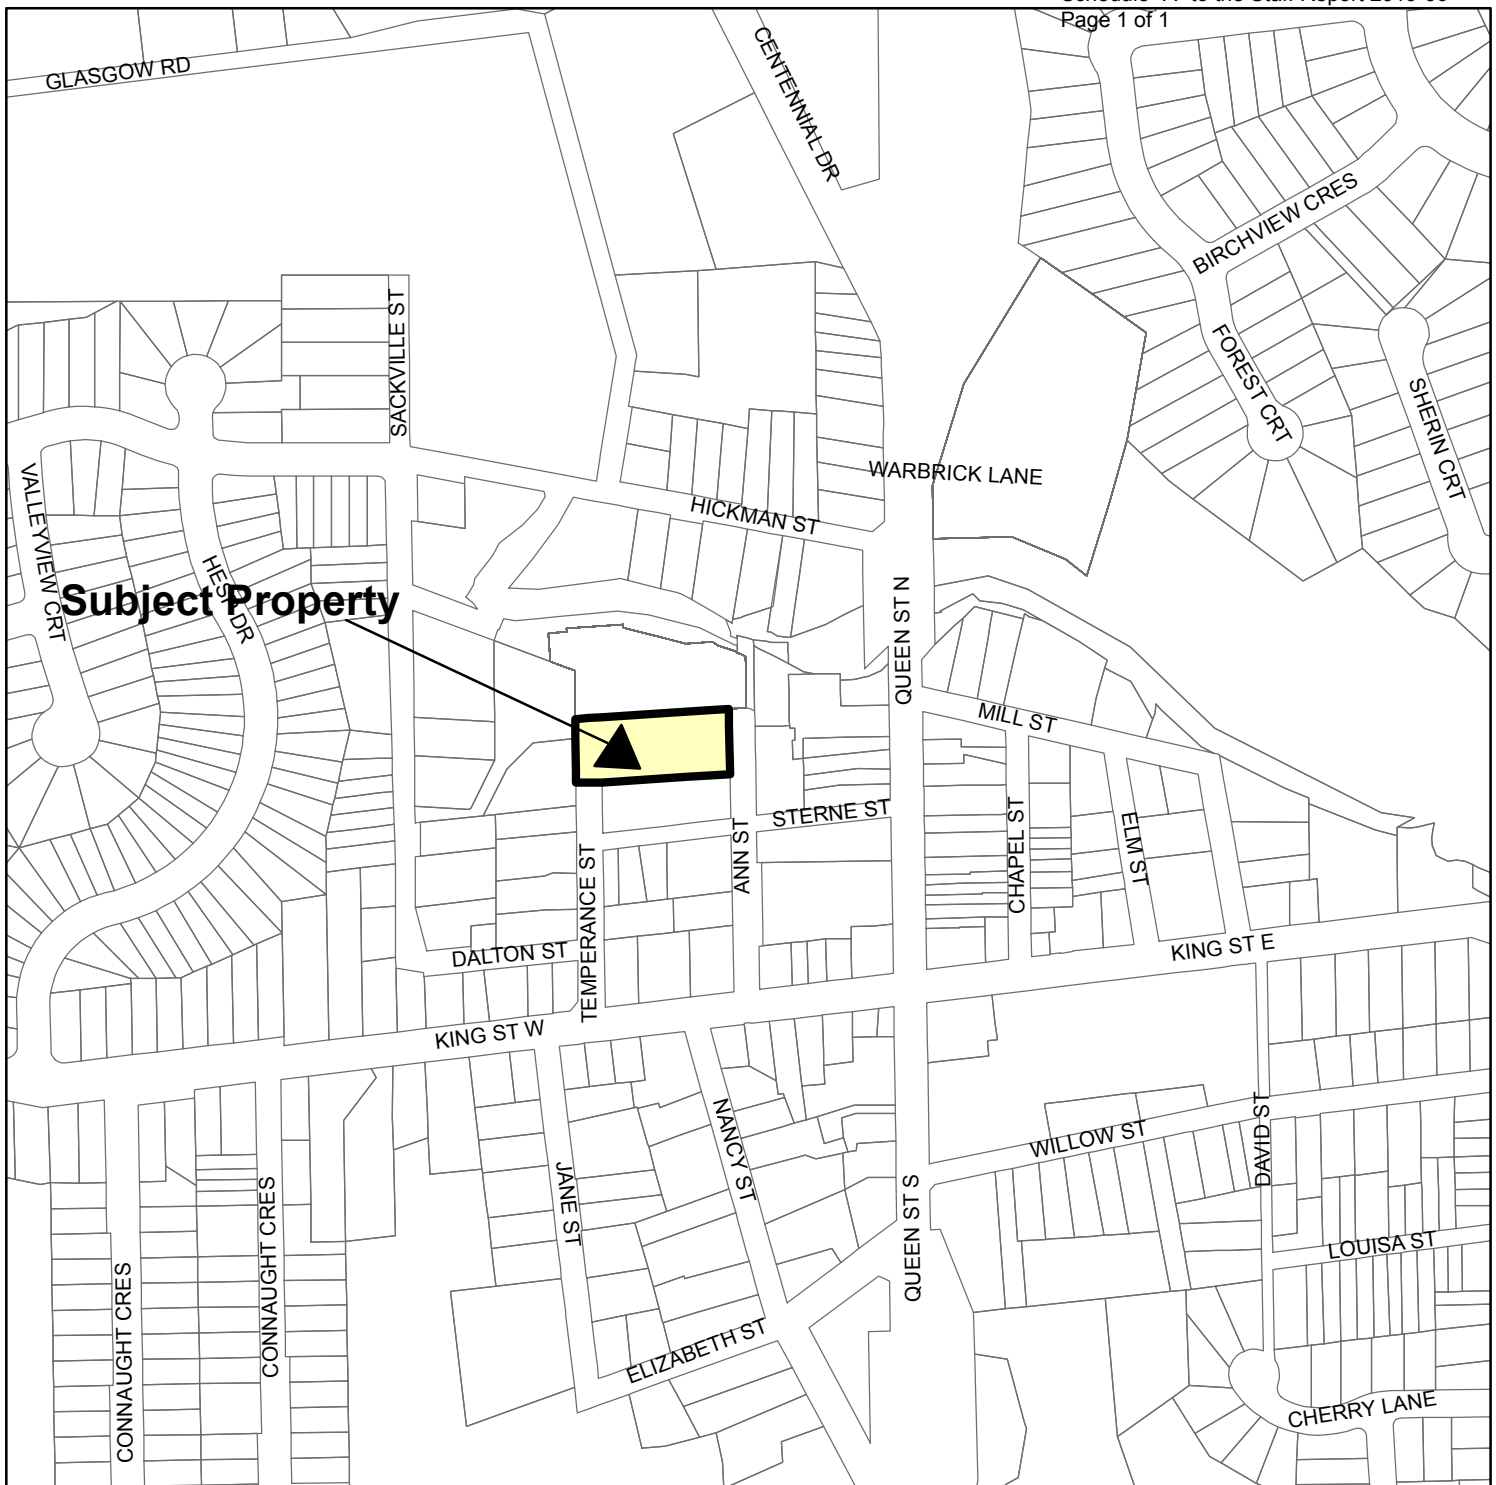 Page 1 of 1
GLASGOW RD
CENTENNIAL DR
BIRCHVIEW CRES
SACKVILLE ST
FOREST CRT
SHERIN CRT
WARBRICK LANE
VALLEYVIEW CRT
HICKMAN ST
HESS DR
Subject Property
QUEEN ST N
MILL ST
STERNE ST
CHAPEL ST
ELM ST
ANN ST
TEMPERANCE ST
DALTON ST
KING ST E
KING ST W
NANCY ST
WILLOW ST
DAVID ST
JANE ST
CONNAUGHT CRES
QUEEN ST S
LOUISA ST
CONNAUGHT CRES
ELIZABETH ST
CHERRY LANE